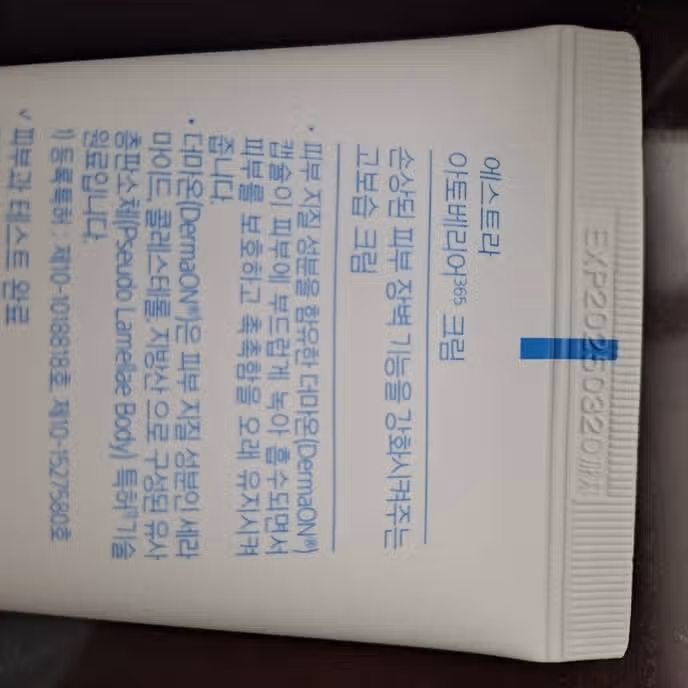 EXP20250320까지
에스트라
아토베리어365 크림
손상된 피부 장벽 기능을 강화시켜주는
고보습 크림
• 피부 지질 성분을 함유한 더마온(DermaON®)
캡슐이 피부에 부드럽게 녹아 흡수되면서
피부를 보호하고 촉촉함을 오래 유지시켜
줍니다.
• 더마온(DermaON®)은 피부 지질 성분인 세라
마이드, 콜레스테롤, 지방산으로 구성된 유사
층판소체(Pseudo Lamellae Body) 특허¹⁾기술
원료입니다.
1) 등록특허 : 제10-1018818호, 제10-1527580호
√ 피부과 테스트 완료